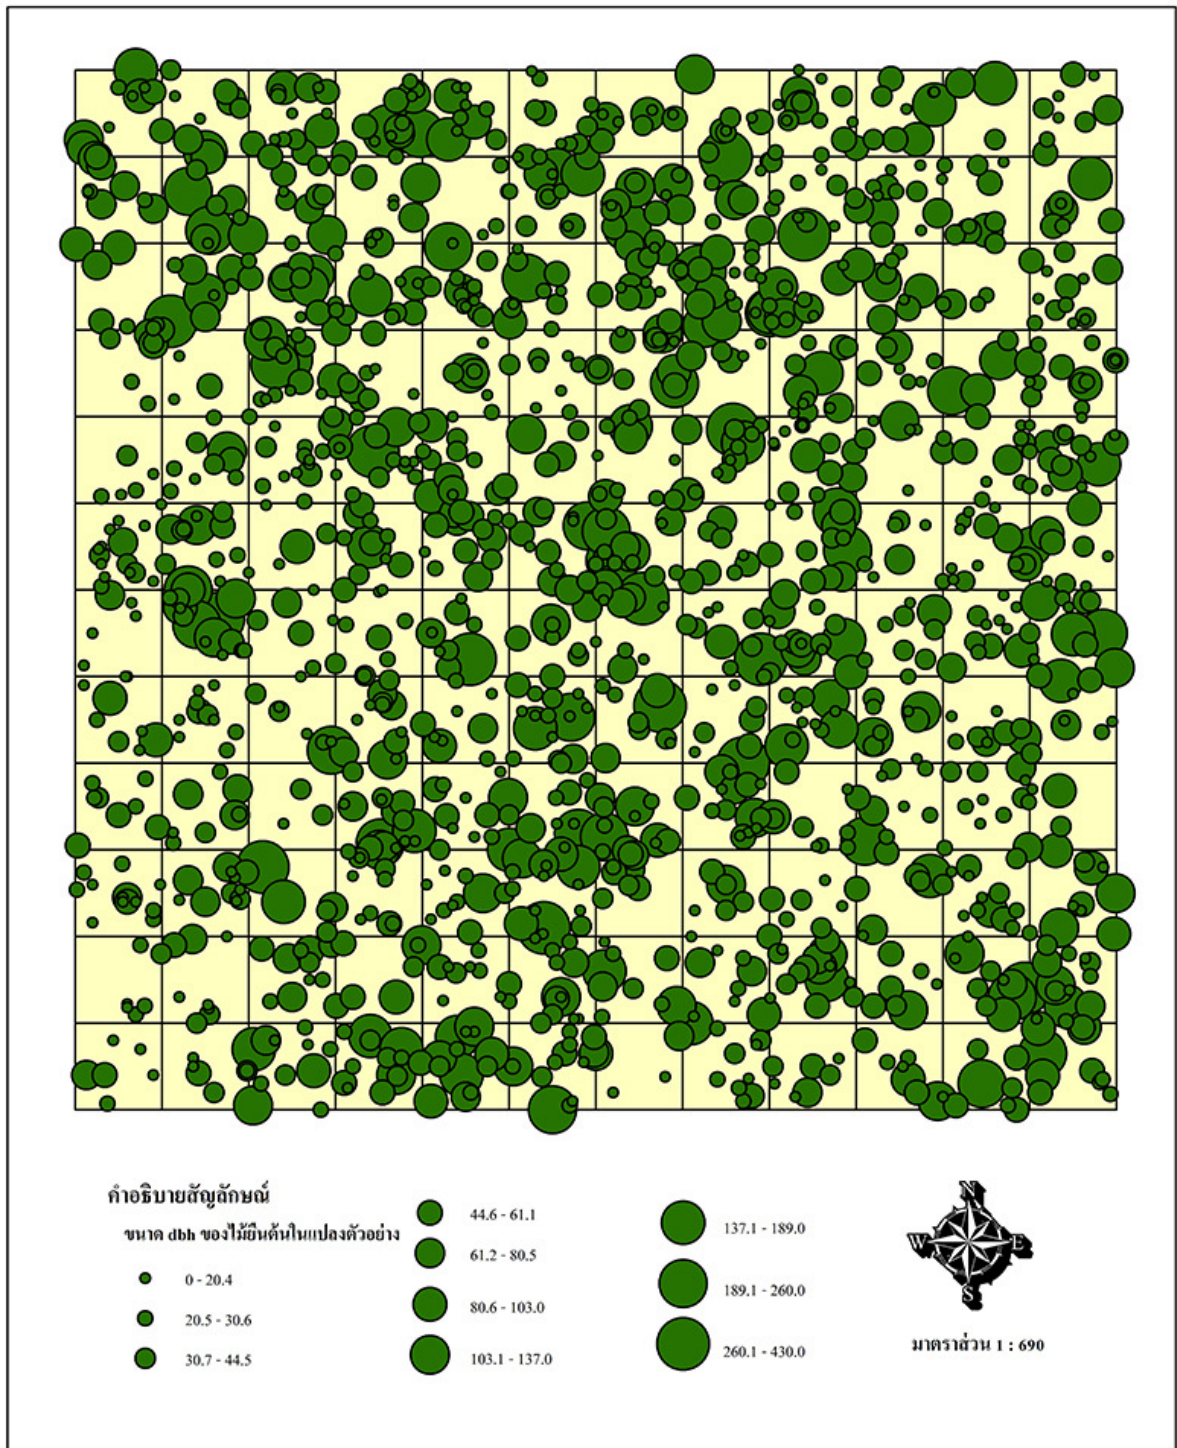 คำอธิบายสัญลักษณ์
ขนาด dbh ของไม้ยืนต้นในแปลงตัวอย่าง
0 - 20.4
20.5 - 30.6
30.7 - 44.5
44.6 - 61.1
61.2 - 80.5
80.6 - 103.0
103.1 - 137.0
137.1 - 189.0
189.1 - 260.0
260.1 - 430.0
N
W E
S
มาตราส่วน 1 : 690